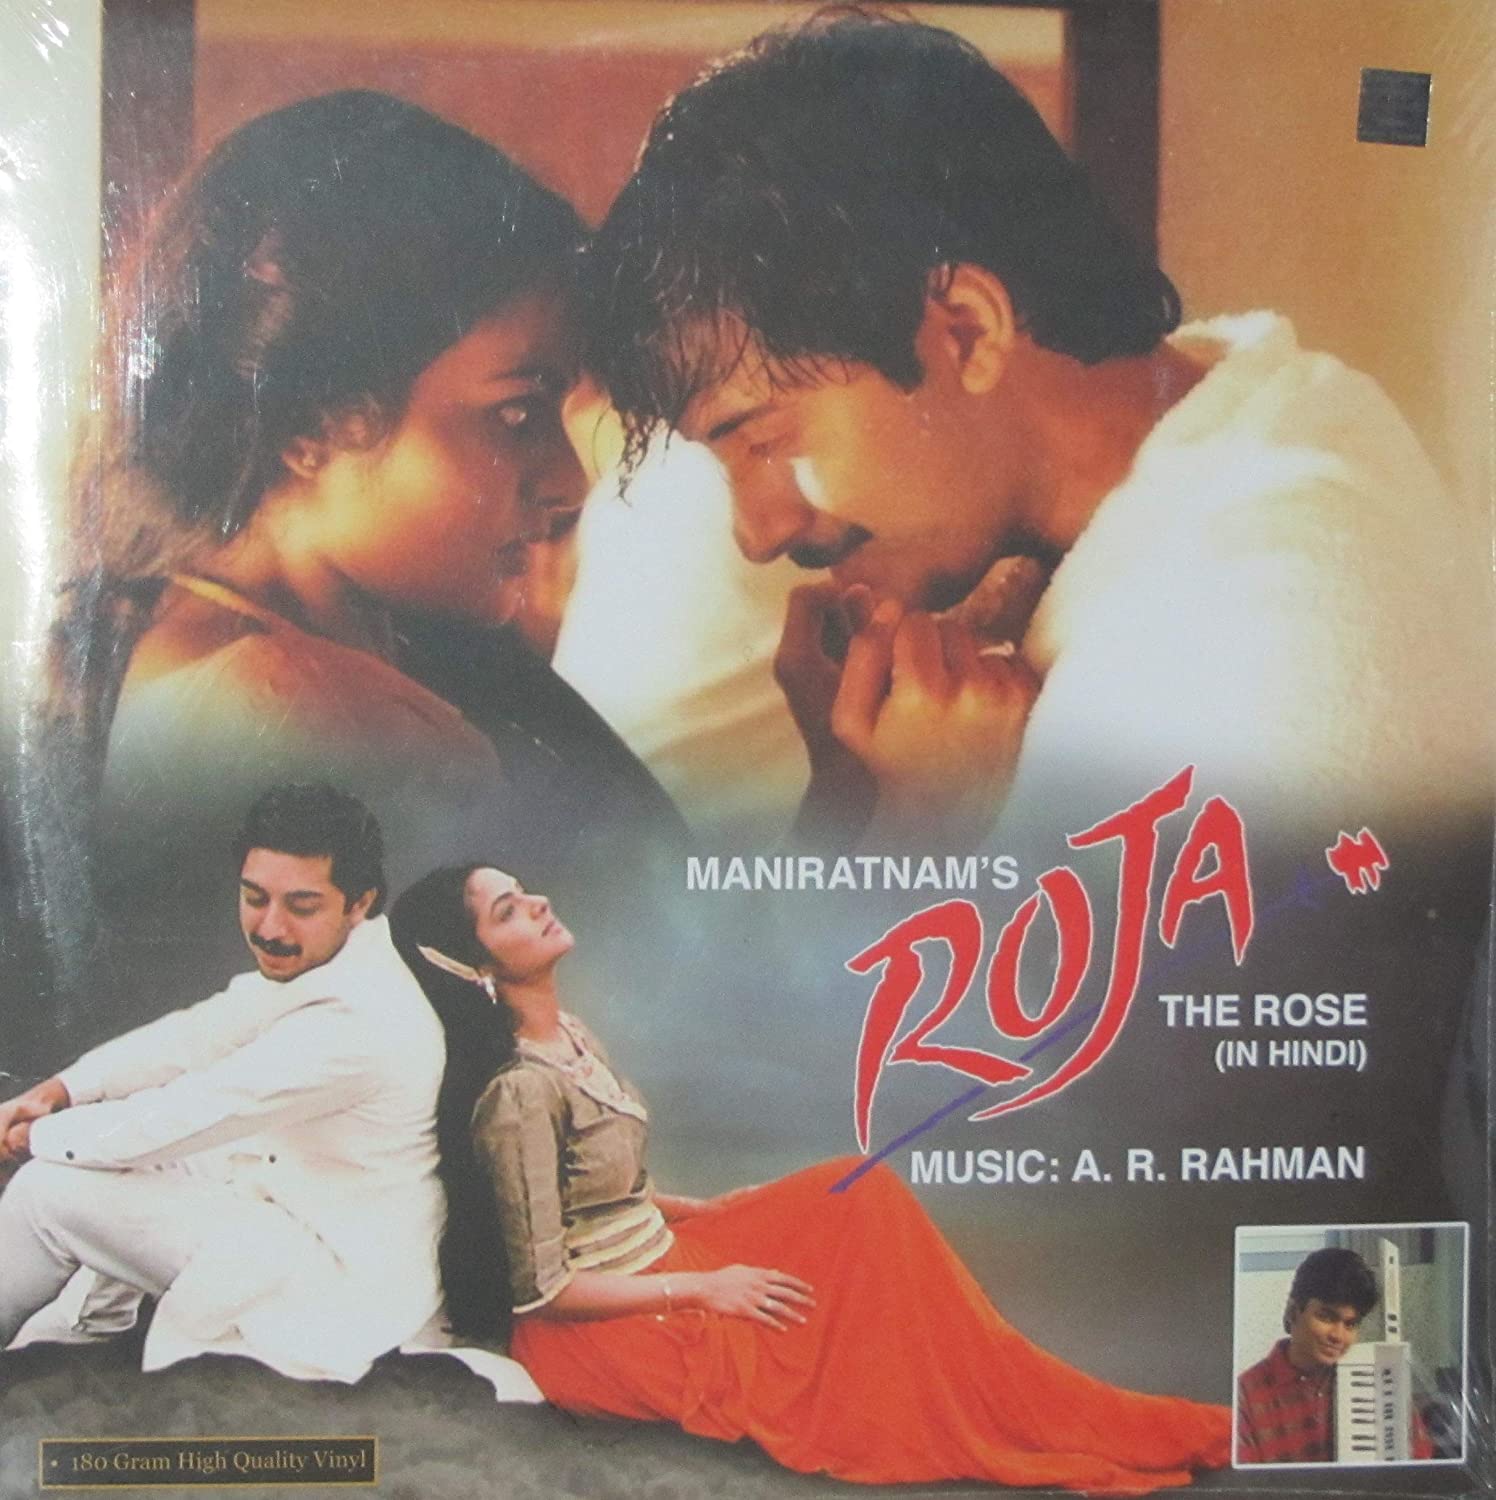 MANIRATNAM'S
ROJA
THE ROSE
(IN HINDI)
MUSIC: A. R. RAHMAN
• 180 Gram High Quality Vinyl